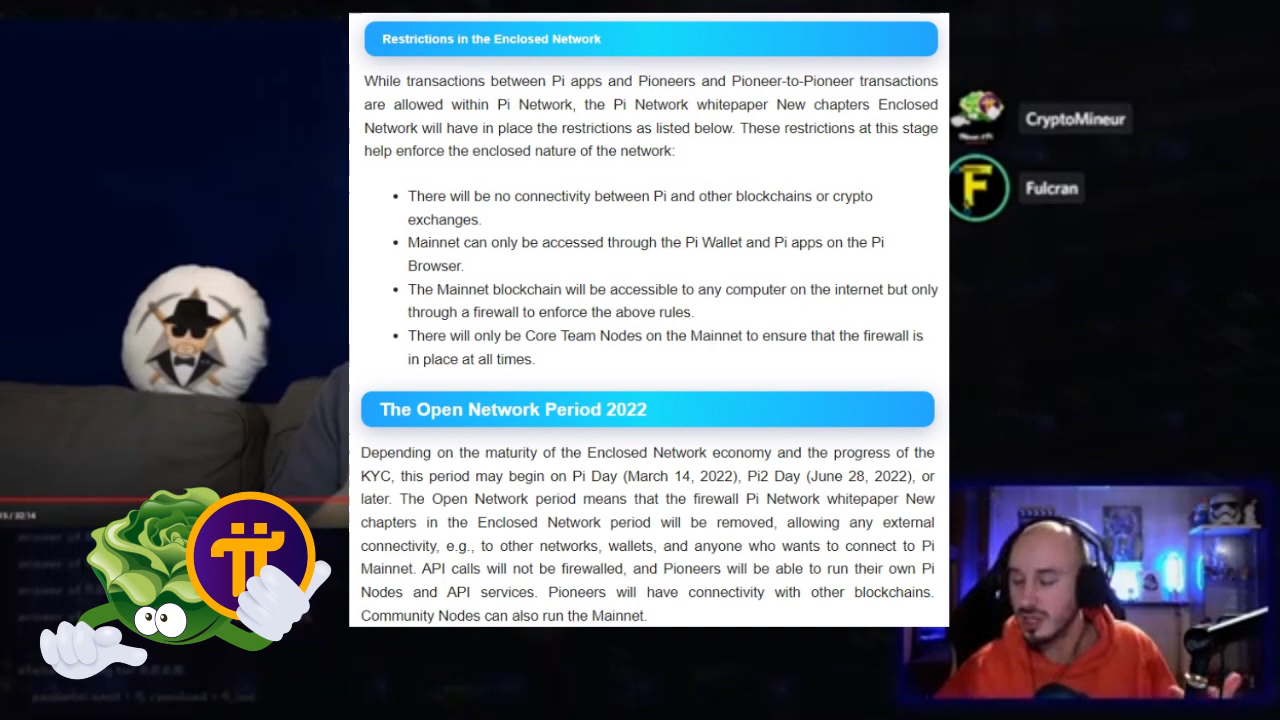 Restrictions in the Enclosed Network
While transactions between Pi apps and Pioneers and Pioneer-to-Pioneer transactions
are allowed within Pi Network, the Pi Network whitepaper New chapters Enclosed
Network will have in place the restrictions as listed below. These restrictions at this stage
help enforce the enclosed nature of the network:
There will be no connectivity between Pi and other blockchains or crypto
exchanges.
Mainnet can only be accessed through the Pi Wallet and Pi apps on the Pi
Browser.
The Mainnet blockchain will be accessible to any computer on the internet but only
through a firewall to enforce the above rules.
There will only be Core Team Nodes on the Mainnet to ensure that the firewall is
in place at all times.
The Open Network Period 2022
Depending on the maturity of the Enclosed Network economy and the progress of the
KYC, this period may begin on Pi Day (March 14, 2022), Pi2 Day (June 28, 2022), or
later. The Open Network period means that the firewall Pi Network whitepaper New
chapters in the Enclosed Network period will be removed, allowing any external
connectivity, e.g., to other networks, wallets, and anyone who wants to connect to Pi
Mainnet. API calls will not be firewalled, and Pioneers will be able to run their own Pi
Nodes and API services. Pioneers will have connectivity with other blockchains.
Community Nodes can also run the Mainnet.
CryptoMineur
F
Fulcran